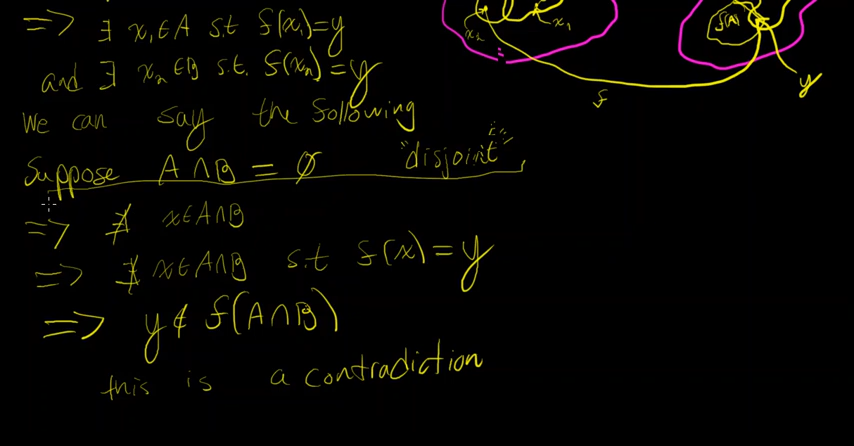 => ∃ x₁∈A s.t f(x₁)=y
and ∃ x₂∈B s.t. f(x₂)=y
We can say the following
Suppose A∩B = ∅ "disjoint"
=> ∄ x∈A∩B
=> ∄ x∈A∩B s.t f(x)=y
=> y∉ f(A∩B)
this is a contradiction
x₂
x₁
f(A)
y
f